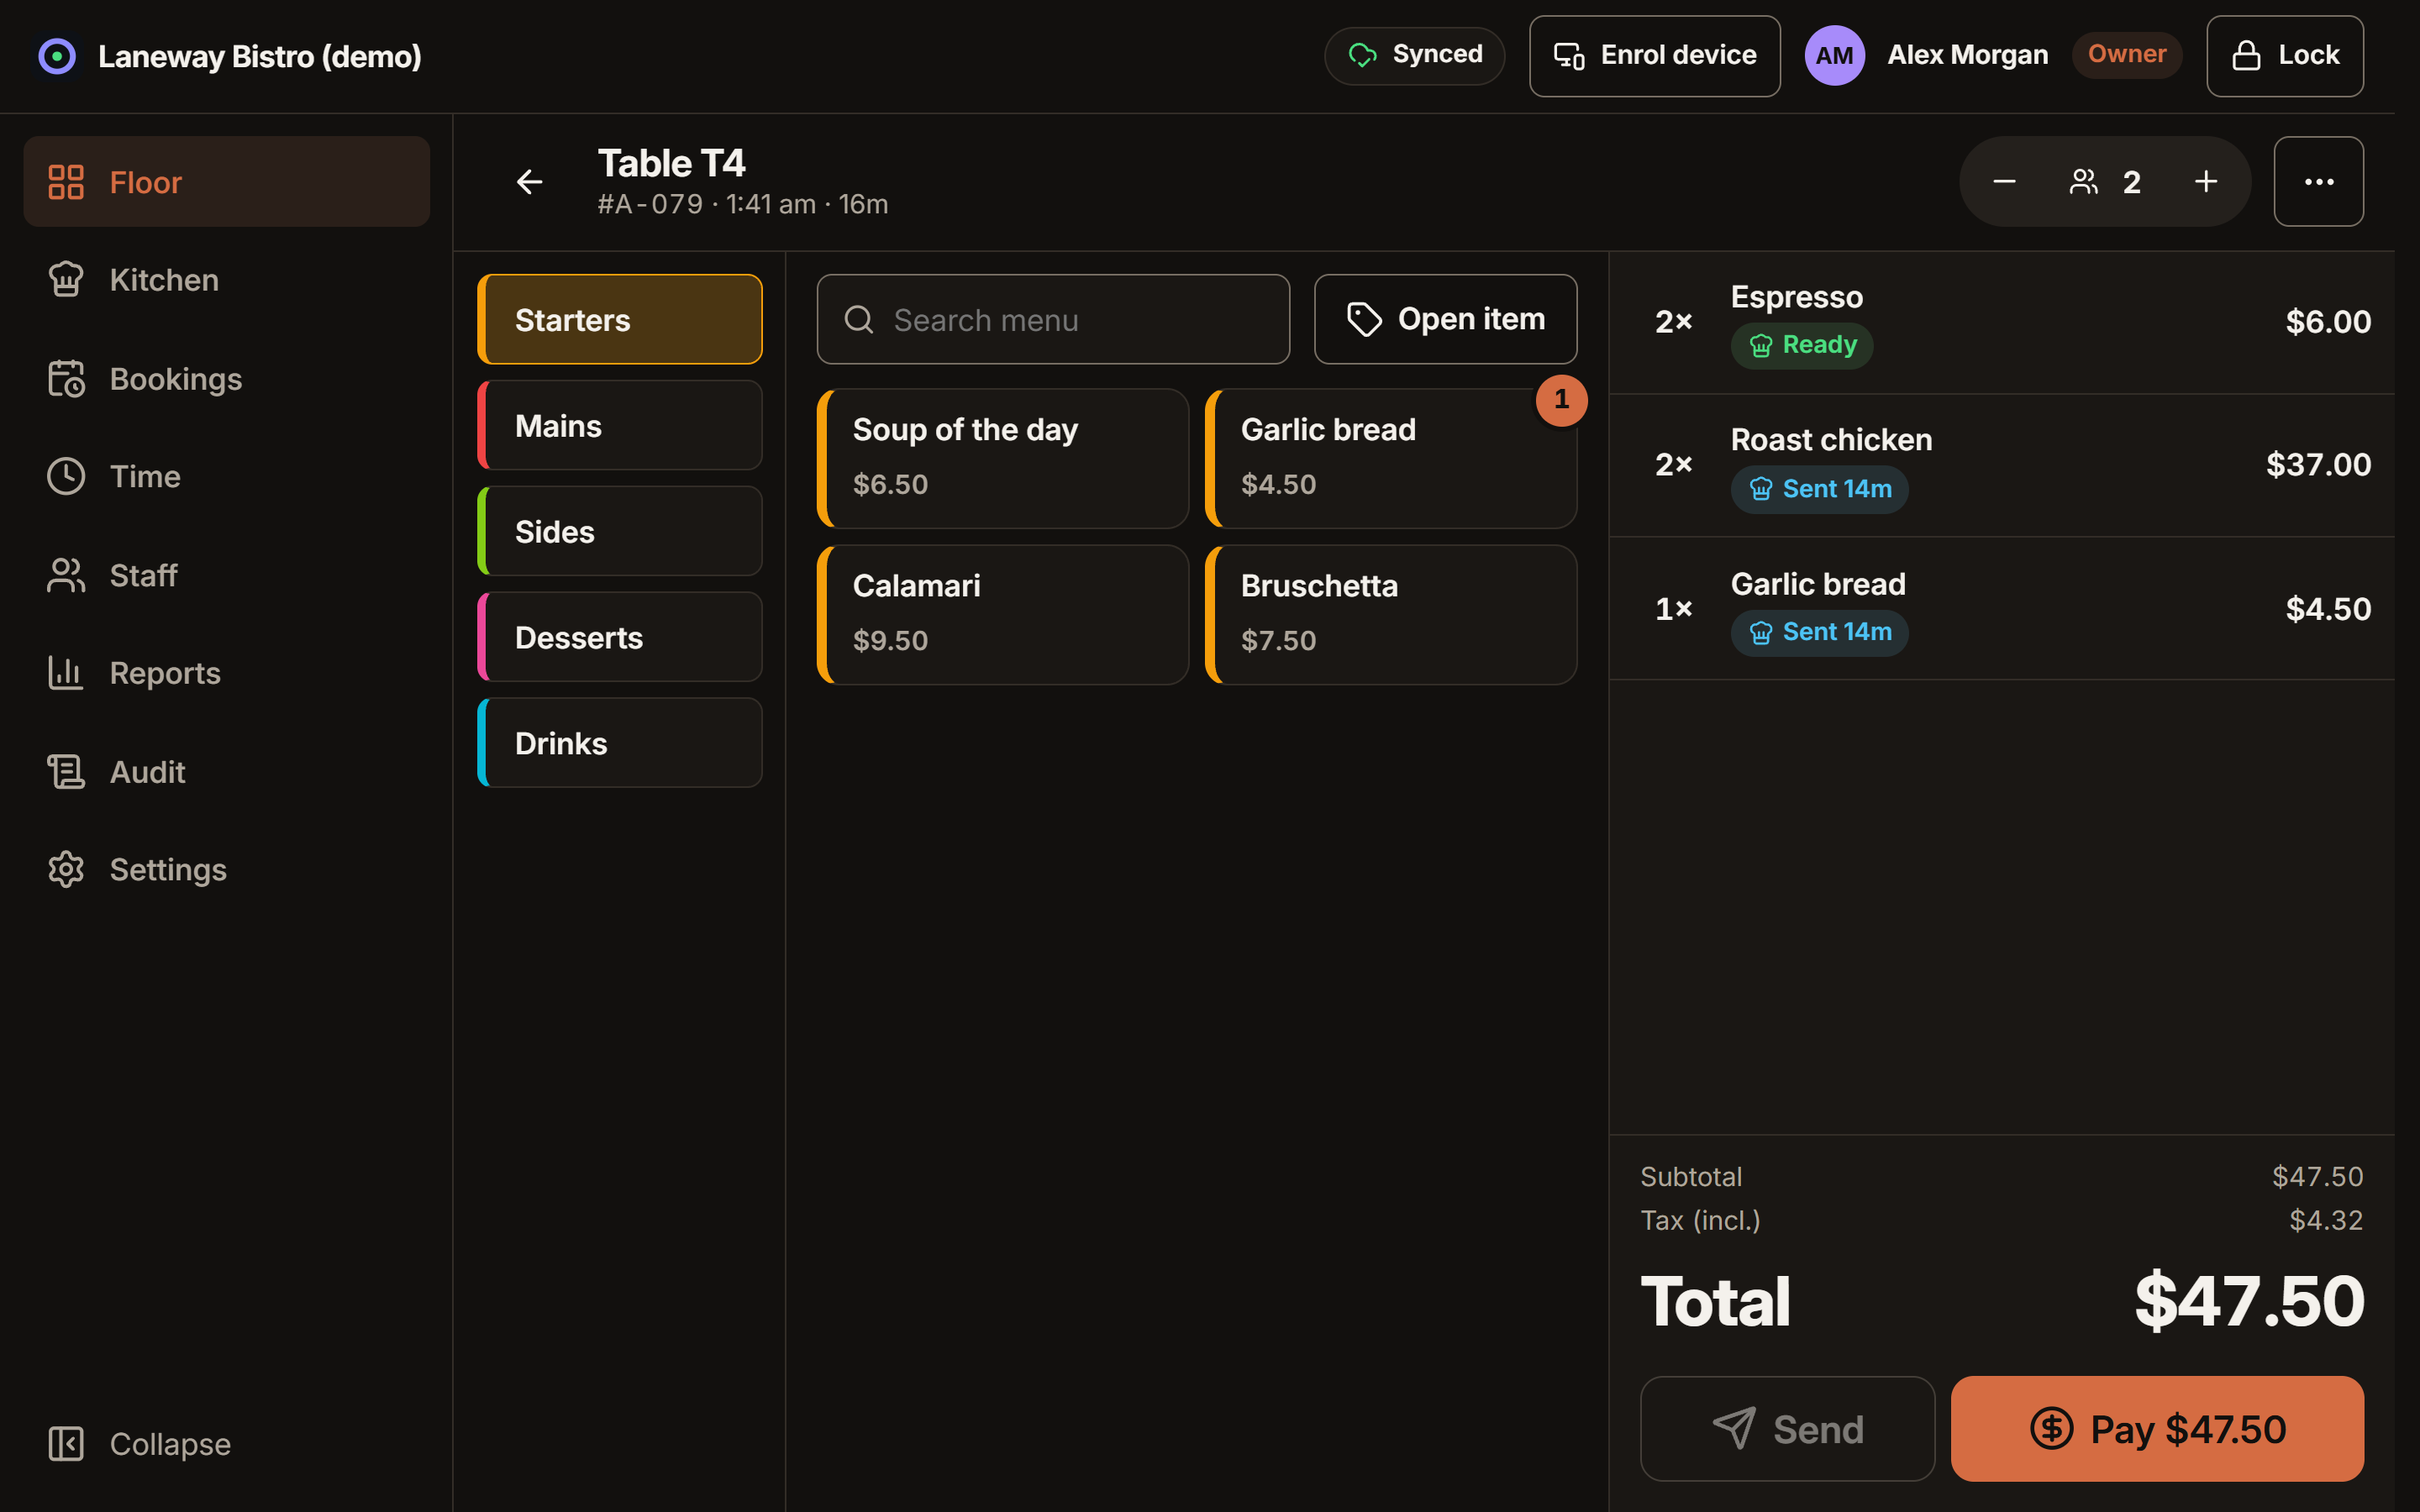 Laneway Bistro (demo)
Synced
Enrol device
AM
Alex Morgan
Owner
Lock
Floor
Kitchen
Bookings
Time
Staff
Reports
Audit
Settings
Collapse
Table T4
#A-079 · 1:41 am · 16m
2
Starters
Mains
Sides
Desserts
Drinks
Search menu
Open item
Soup of the day
$6.50
Garlic bread
$4.50
1
Calamari
$9.50
Bruschetta
$7.50
2× Espresso $6.00
Ready
2× Roast chicken $37.00
Sent 14m
1× Garlic bread $4.50
Sent 14m
Subtotal $47.50
Tax (incl.) $4.32
Total $47.50
Send
Pay $47.50